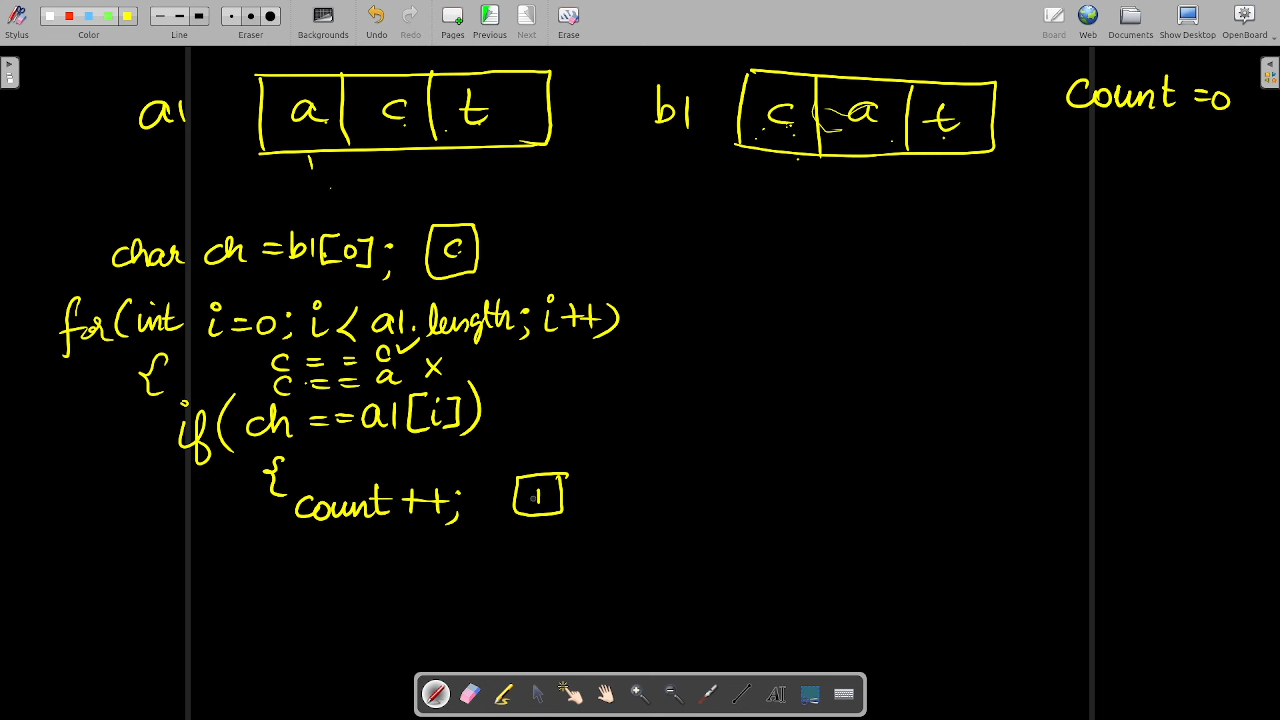 Stylus Color Line Eraser Backgrounds Undo Redo Pages Previous Next Erase Board Web Documents Show Desktop OpenBoard
a1 a c t b1 c a t Count =0
char ch = b1[0]; c
for(int i=0; i< a1.length; i++)
{ c == c
c == a x
if( ch == a1[i])
{
count ++; 1
AI